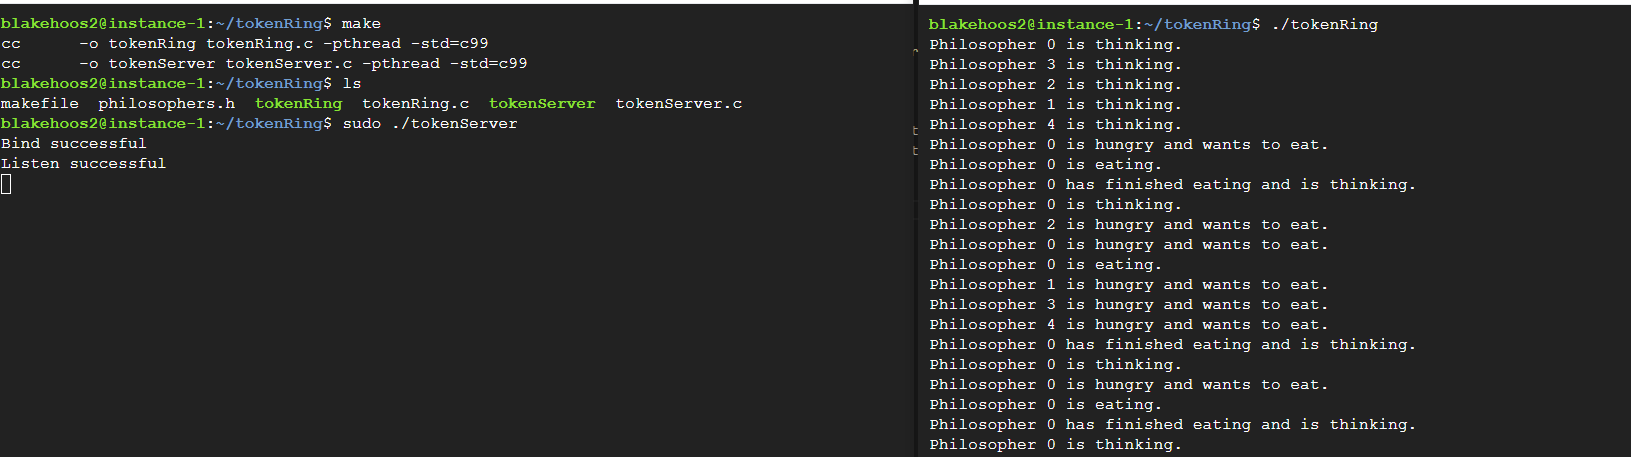 blakehoos2@instance-1:~/tokenRing$ make
cc      -o tokenRing tokenRing.c -pthread -std=c99
cc      -o tokenServer tokenServer.c -pthread -std=c99
blakehoos2@instance-1:~/tokenRing$ ls
makefile  philosophers.h  tokenRing  tokenRing.c  tokenServer  tokenServer.c
blakehoos2@instance-1:~/tokenRing$ sudo ./tokenServer
Bind successful
Listen successful
blakehoos2@instance-1:~/tokenRing$ ./tokenRing
Philosopher 0 is thinking.
Philosopher 3 is thinking.
Philosopher 2 is thinking.
Philosopher 1 is thinking.
Philosopher 4 is thinking.
Philosopher 0 is hungry and wants to eat.
Philosopher 0 is eating.
Philosopher 0 has finished eating and is thinking.
Philosopher 0 is thinking.
Philosopher 2 is hungry and wants to eat.
Philosopher 0 is hungry and wants to eat.
Philosopher 0 is eating.
Philosopher 1 is hungry and wants to eat.
Philosopher 3 is hungry and wants to eat.
Philosopher 4 is hungry and wants to eat.
Philosopher 0 has finished eating and is thinking.
Philosopher 0 is thinking.
Philosopher 0 is hungry and wants to eat.
Philosopher 0 is eating.
Philosopher 0 has finished eating and is thinking.
Philosopher 0 is thinking.